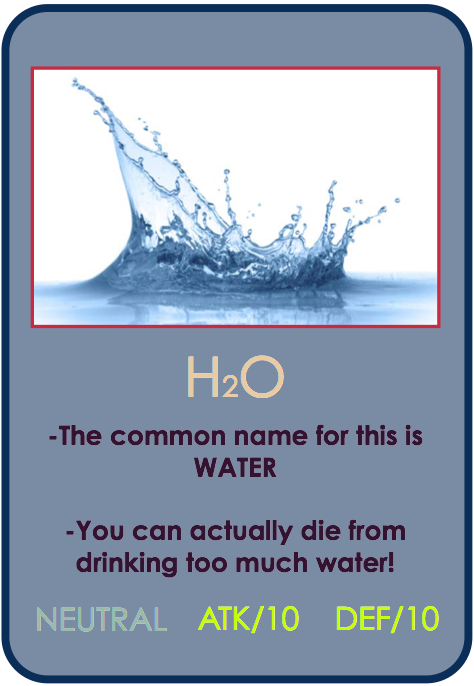 H₂O
-The common name for this is
WATER
-You can actually die from
drinking too much water!
NEUTRAL ATK/10 DEF/10